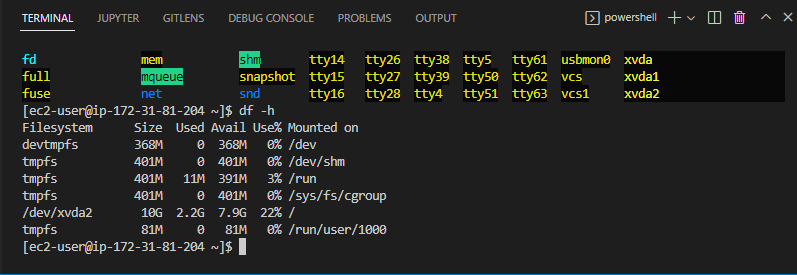 TERMINAL JUPYTER GITLENS DEBUG CONSOLE PROBLEMS OUTPUT powershell
fd mem shm tty14 tty26 tty38 tty5 tty61 usbmon0 xvda
full mqueue snapshot tty15 tty27 tty39 tty50 tty62 vcs xvda1
fuse net snd tty16 tty28 tty4 tty51 tty63 vcs1 xvda2
[ec2-user@ip-172-31-81-204 ~]$ df -h
Filesystem Size Used Avail Use% Mounted on
devtmpfs 368M 0 368M 0% /dev
tmpfs 401M 0 401M 0% /dev/shm
tmpfs 401M 11M 391M 3% /run
tmpfs 401M 0 401M 0% /sys/fs/cgroup
/dev/xvda2 10G 2.2G 7.9G 22% /
tmpfs 81M 0 81M 0% /run/user/1000
[ec2-user@ip-172-31-81-204 ~]$